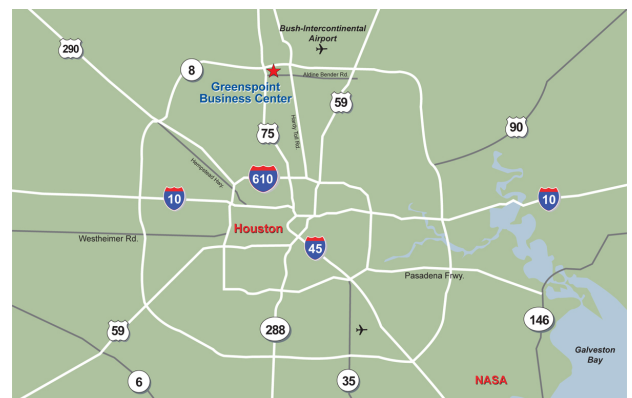 Bush-Intercontinental
Airport
290
8
Aldine Bender Rd.
Greenspoint
Business Center
59
75
Hardy Toll Rd.
90
Hempstead Hwy.
610
10
10
Houston
Westheimer Rd.
45
Pasadena Frwy.
59
288
146
Galveston
Bay
6
35
NASA